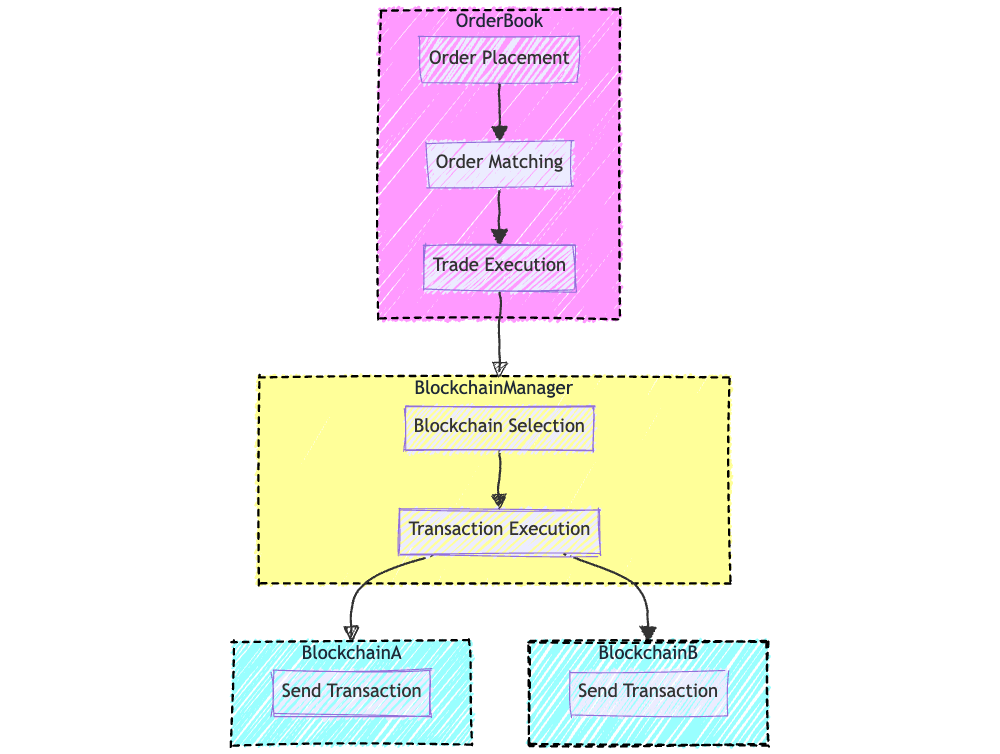 OrderBook
Order Placement
Order Matching
Trade Execution
BlockchainManager
Blockchain Selection
Transaction Execution
BlockchainA
Send Transaction
BlockchainB
Send Transaction